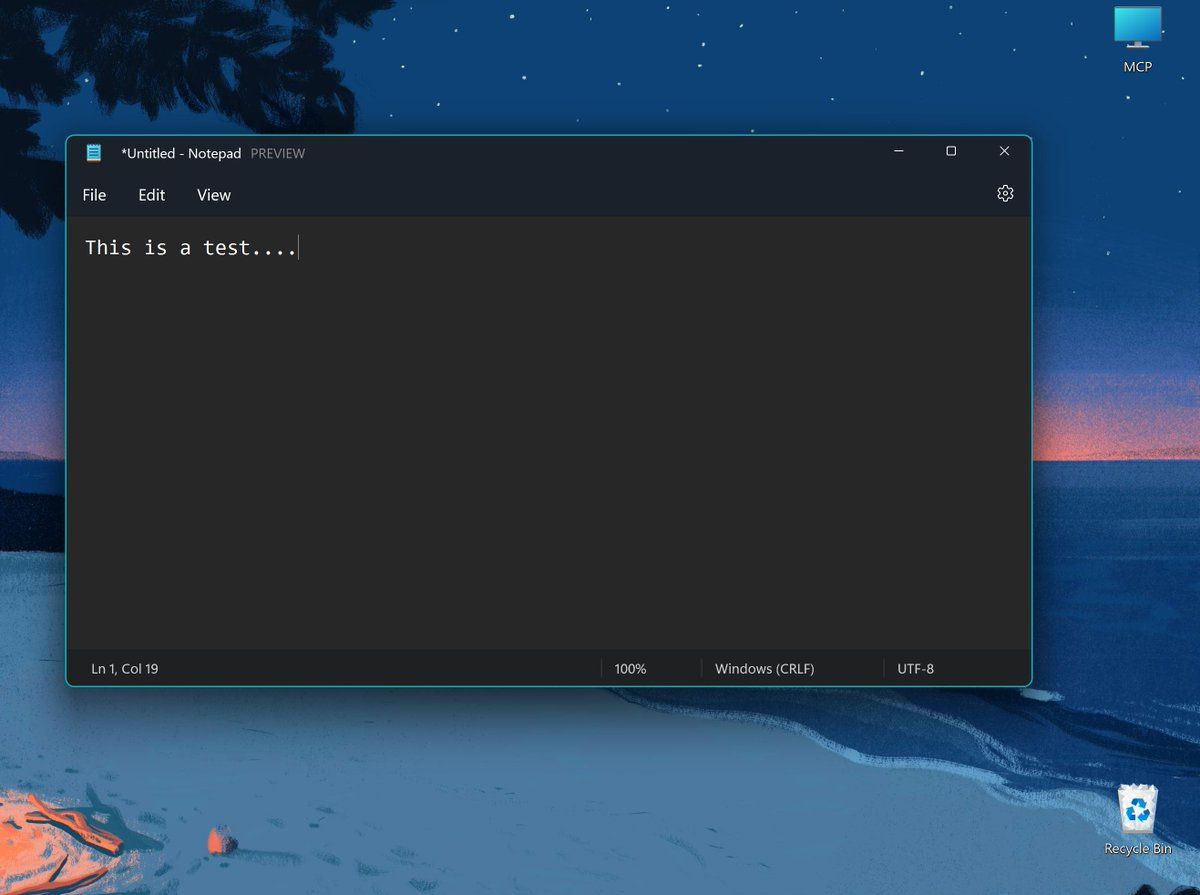 MCP
*Untitled - Notepad PREVIEW
File Edit View
This is a test....
Ln 1, Col 19 100% Windows (CRLF) UTF-8
Recycle Bin